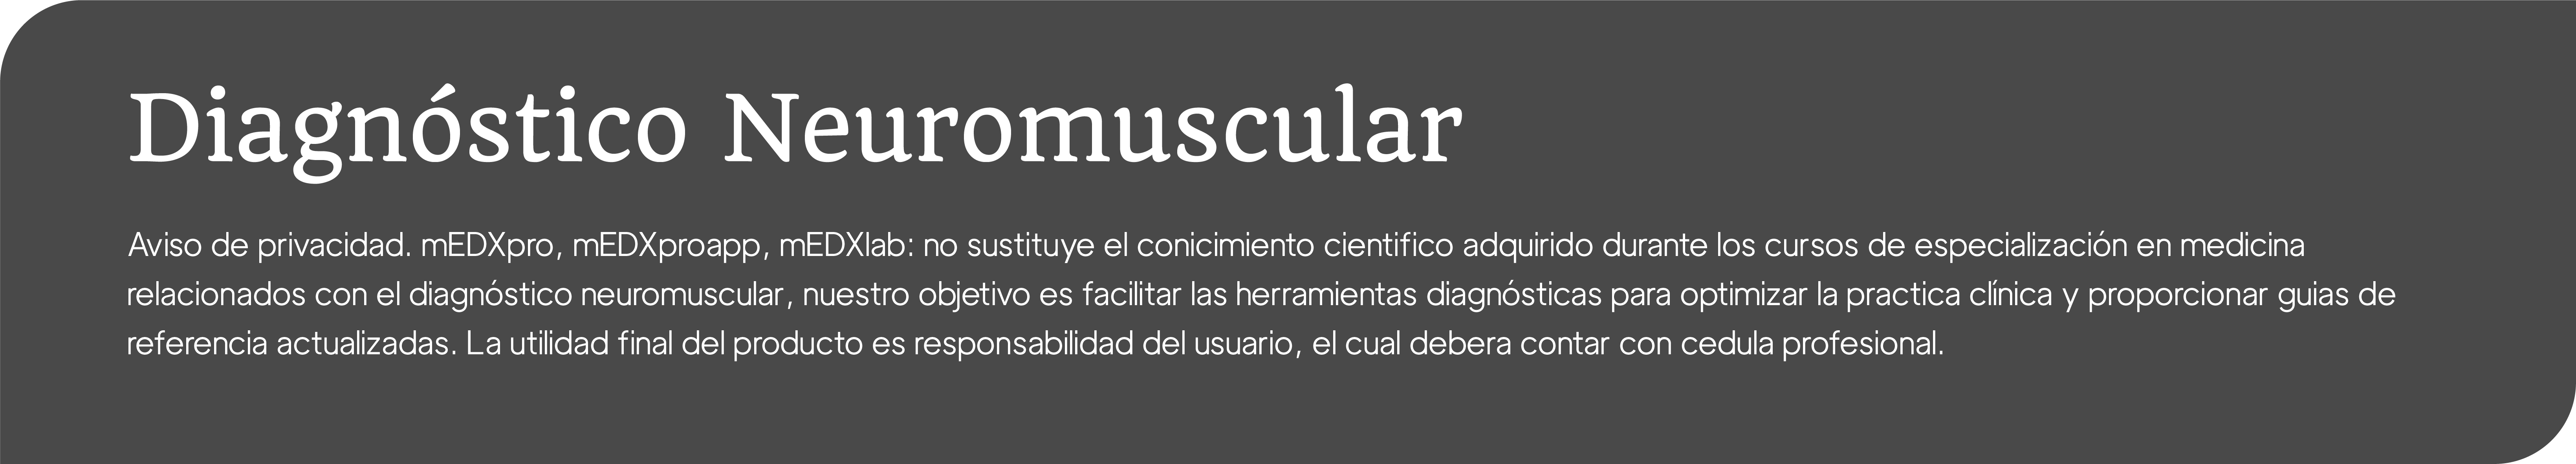 Diagnóstico Neuromuscular
Aviso de privacidad. mEDXpro, mEDXproapp, mEDXlab: no sustituye el conicimiento cientifico adquirido durante los cursos de especialización en medicina
relacionados con el diagnóstico neuromuscular, nuestro objetivo es facilitar las herramientas diagnósticas para optimizar la practica clínica y proporcionar guias de
referencia actualizadas. La utilidad final del producto es responsabilidad del usuario, el cual debera contar con cedula profesional.